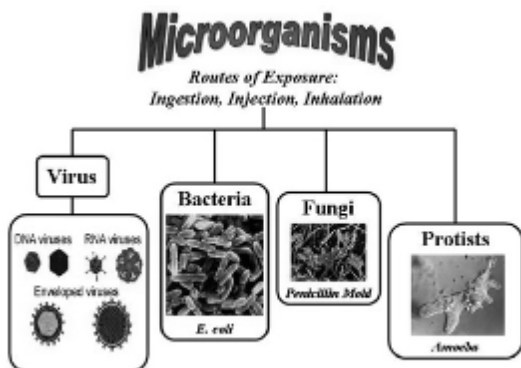 Microorganisms
Routes of Exposure:
Ingestion, Injection, Inhalation
Virus
DNA viruses
RNA viruses
Enveloped viruses
Bacteria
E. coli
Fungi
Penicillin Mold
Protists
Amoeba